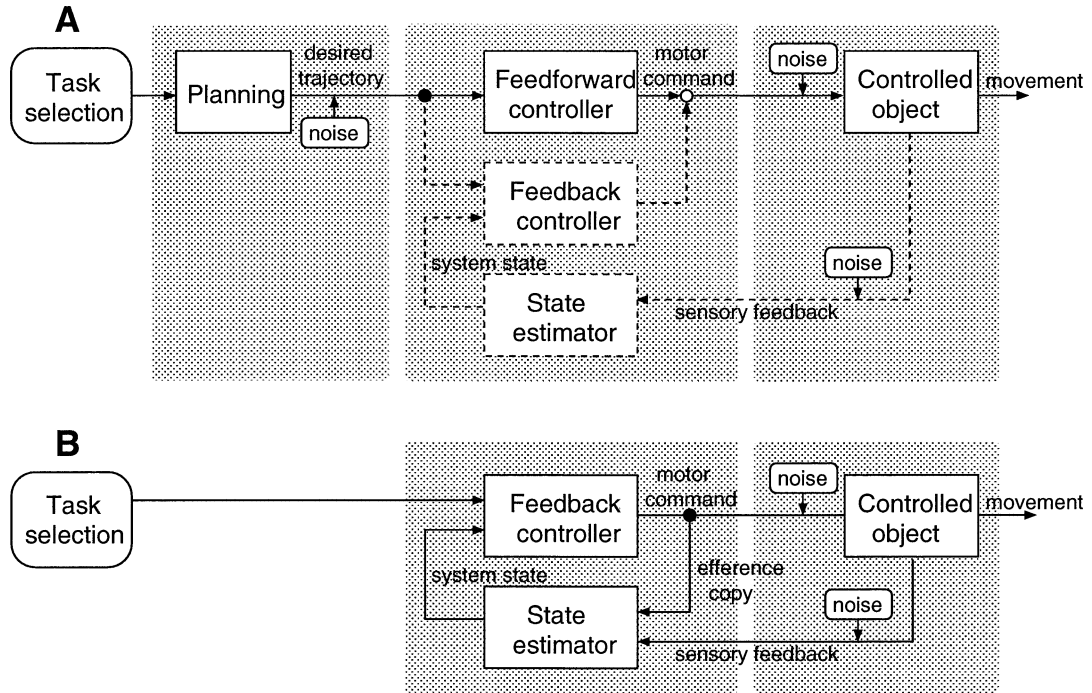 A
Task
selection
Planning
desired
trajectory
noise
Feedforward
controller
motor
command
noise
Controlled
object
movement
Feedback
controller
system state
State
estimator
noise
sensory feedback
B
Task
selection
Feedback
controller
motor
command
noise
Controlled
object
movement
system state
efference
copy
State
estimator
noise
sensory feedback